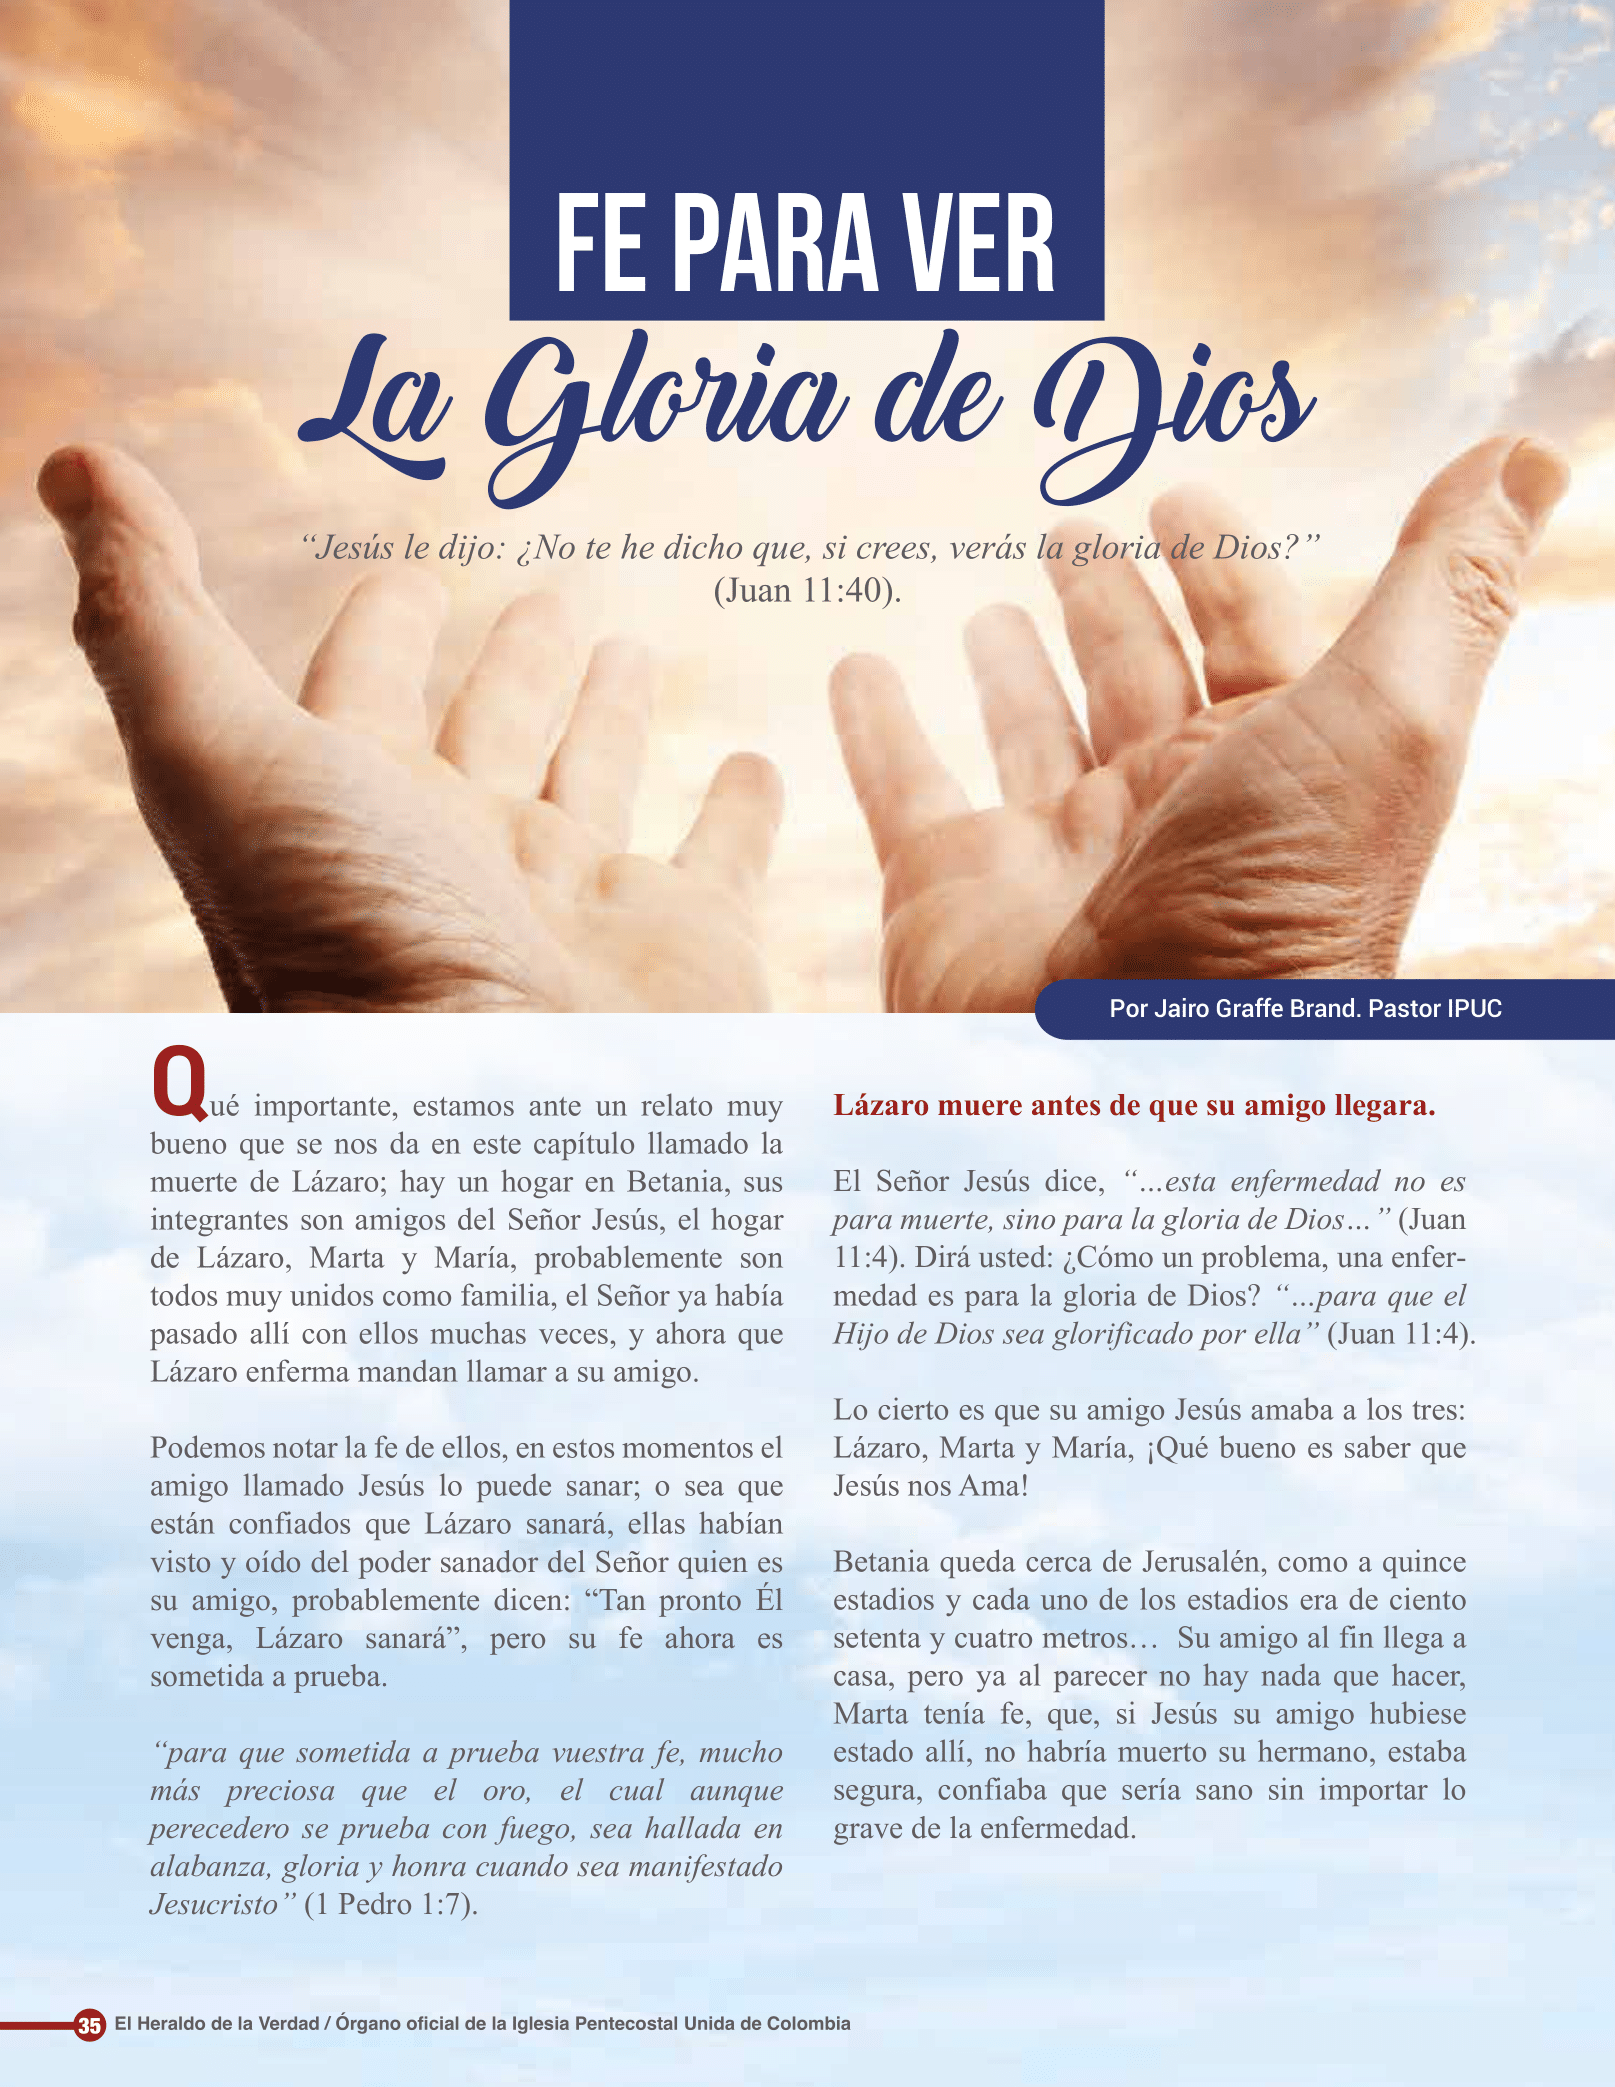 FE PARA VER
La Gloria de Dios
“Jesús le dijo: ¿No te he dicho que, si crees, verás la gloria de Dios?”
(Juan 11:40).
Por Jairo Graffe Brand. Pastor IPUC
Qué importante, estamos ante un relato muy
bueno que se nos da en este capítulo llamado la
muerte de Lázaro; hay un hogar en Betania, sus
integrantes son amigos del Señor Jesús, el hogar
de Lázaro, Marta y María, probablemente son
todos muy unidos como familia, el Señor ya había
pasado allí con ellos muchas veces, y ahora que
Lázaro enferma mandan llamar a su amigo.
Podemos notar la fe de ellos, en estos momentos el
amigo llamado Jesús lo puede sanar; o sea que
están confiados que Lázaro sanará, ellas habían
visto y oído del poder sanador del Señor quien es
su amigo, probablemente dicen: “Tan pronto Él
venga, Lázaro sanará”, pero su fe ahora es
sometida a prueba.
“para que sometida a prueba vuestra fe, mucho
más preciosa que el oro, el cual aunque
perecedero se prueba con fuego, sea hallada en
alabanza, gloria y honra cuando sea manifestado
Jesucristo” (1 Pedro 1:7).
Lázaro muere antes de que su amigo llegara.
El Señor Jesús dice, “...esta enfermedad no es
para muerte, sino para la gloria de Dios…” (Juan
11:4). Dirá usted: ¿Cómo un problema, una enfer-
medad es para la gloria de Dios? “...para que el
Hijo de Dios sea glorificado por ella” (Juan 11:4).
Lo cierto es que su amigo Jesús amaba a los tres:
Lázaro, Marta y María, ¡Qué bueno es saber que
Jesús nos Ama!
Betania queda cerca de Jerusalén, como a quince
estadios y cada uno de los estadios era de ciento
setenta y cuatro metros… Su amigo al fin llega a
casa, pero ya al parecer no hay nada que hacer,
Marta tenía fe, que, si Jesús su amigo hubiese
estado allí, no habría muerto su hermano, estaba
segura, confiaba que sería sano sin importar lo
grave de la enfermedad.
35 El Heraldo de la Verdad / Órgano oficial de la Iglesia Pentecostal Unida de Colombia